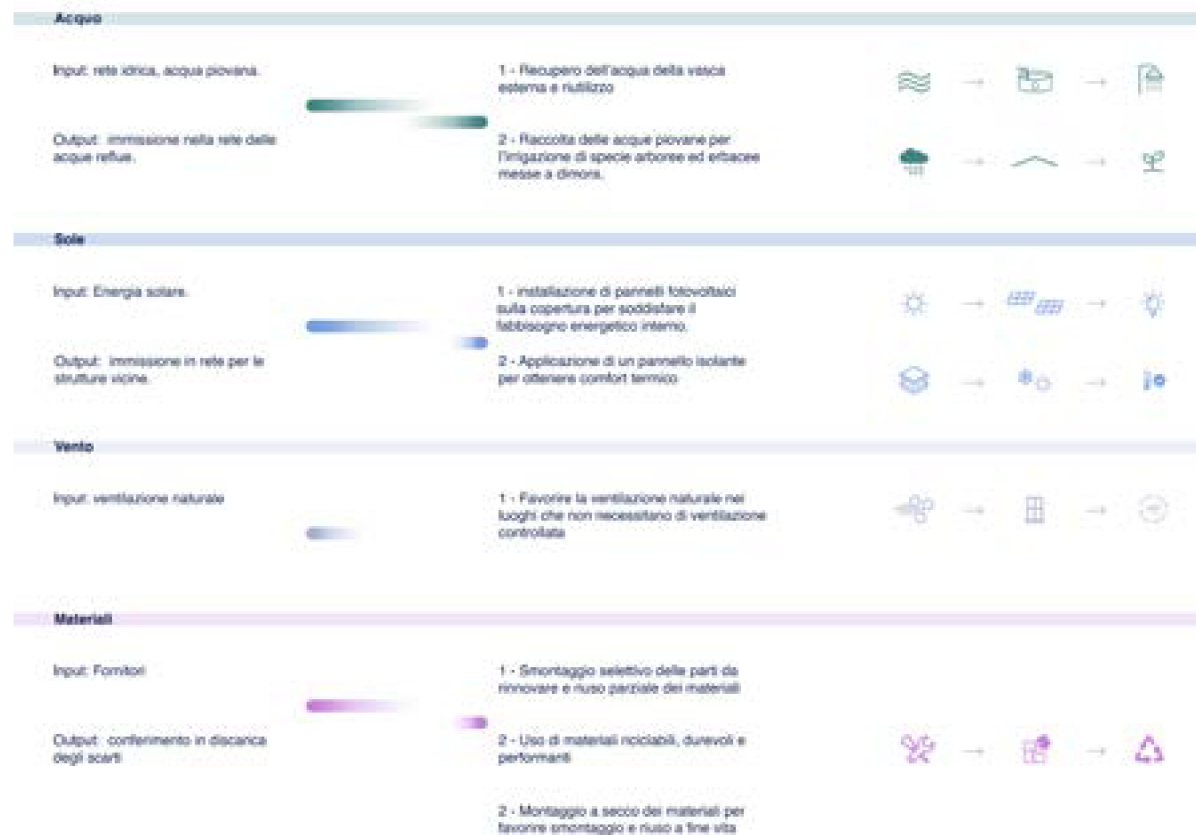 Acqua
Input: rete idrica, acqua piovana.
Output: immissione nella rete delle
acque reflue.
1 - Recupero dell'acqua della vasca
esterna e riutilizzo
2 - Raccolta delle acque piovane per
l'irrigazione di specie arboree ed erbacee
messe a dimora.
Sole
Input: Energia solare.
Output: immissione in rete per le
strutture vicine.
1 - installazione di pannelli fotovoltaici
sulla copertura per soddisfare il
fabbisogno energetico interno.
2 - Applicazione di un pannello isolante
per ottenere comfort termico
Vento
Input: ventilazione naturale
1 - Favorire la ventilazione naturale nei
luoghi che non necessitano di ventilazione
controllata
Materiali
Input: Fornitori
Output: conferimento in discarica
degli scarti
1 - Smontaggio selettivo delle parti da
rinnovare e riuso parziale dei materiali
2 - Uso di materiali riciclabili, durevoli e
performanti
2 - Montaggio a secco dei materiali per
favorire smontaggio e riuso a fine vita